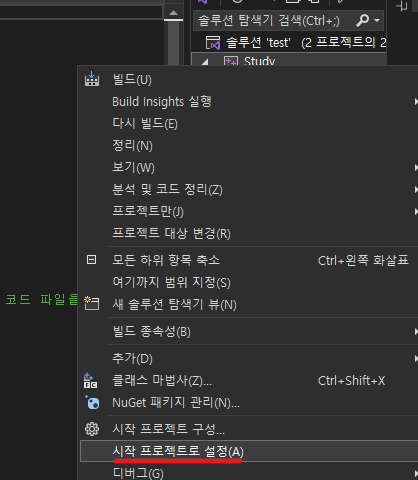 솔루션 탐색기 검색(Ctrl+;)
솔루션 'test' (2 프로젝트의 2
Study
빌드(U)
Build Insights 실행
다시 빌드(E)
정리(N)
보기(W)
분석 및 코드 정리(Z)
프로젝트만(J)
프로젝트 대상 변경(R)
모든 하위 항목 축소 Ctrl+왼쪽 화살표
여기까지 범위 지정(S)
새 솔루션 탐색기 뷰(N)
코드 파일을
빌드 종속성(B)
추가(D)
클래스 마법사(Z)... Ctrl+Shift+X
NuGet 패키지 관리(N)...
시작 프로젝트 구성...
시작 프로젝트로 설정(A)
디버그(G)